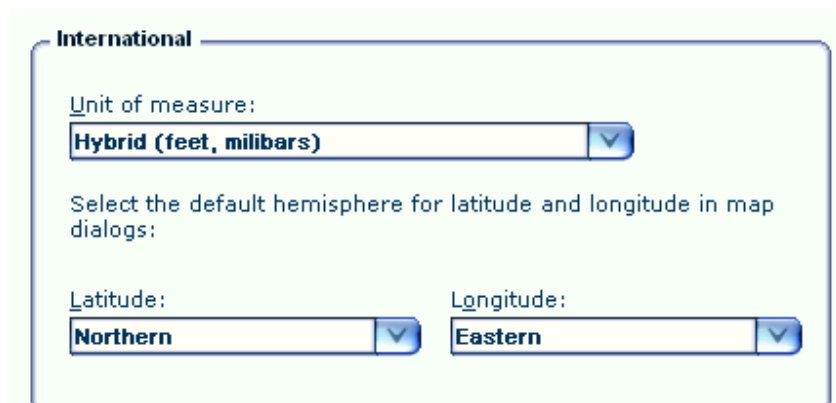 International
Unit of measure:
Hybrid (feet, milibars)
Select the default hemisphere for latitude and longitude in map
dialogs:
Latitude: Longitude:
Northern Eastern